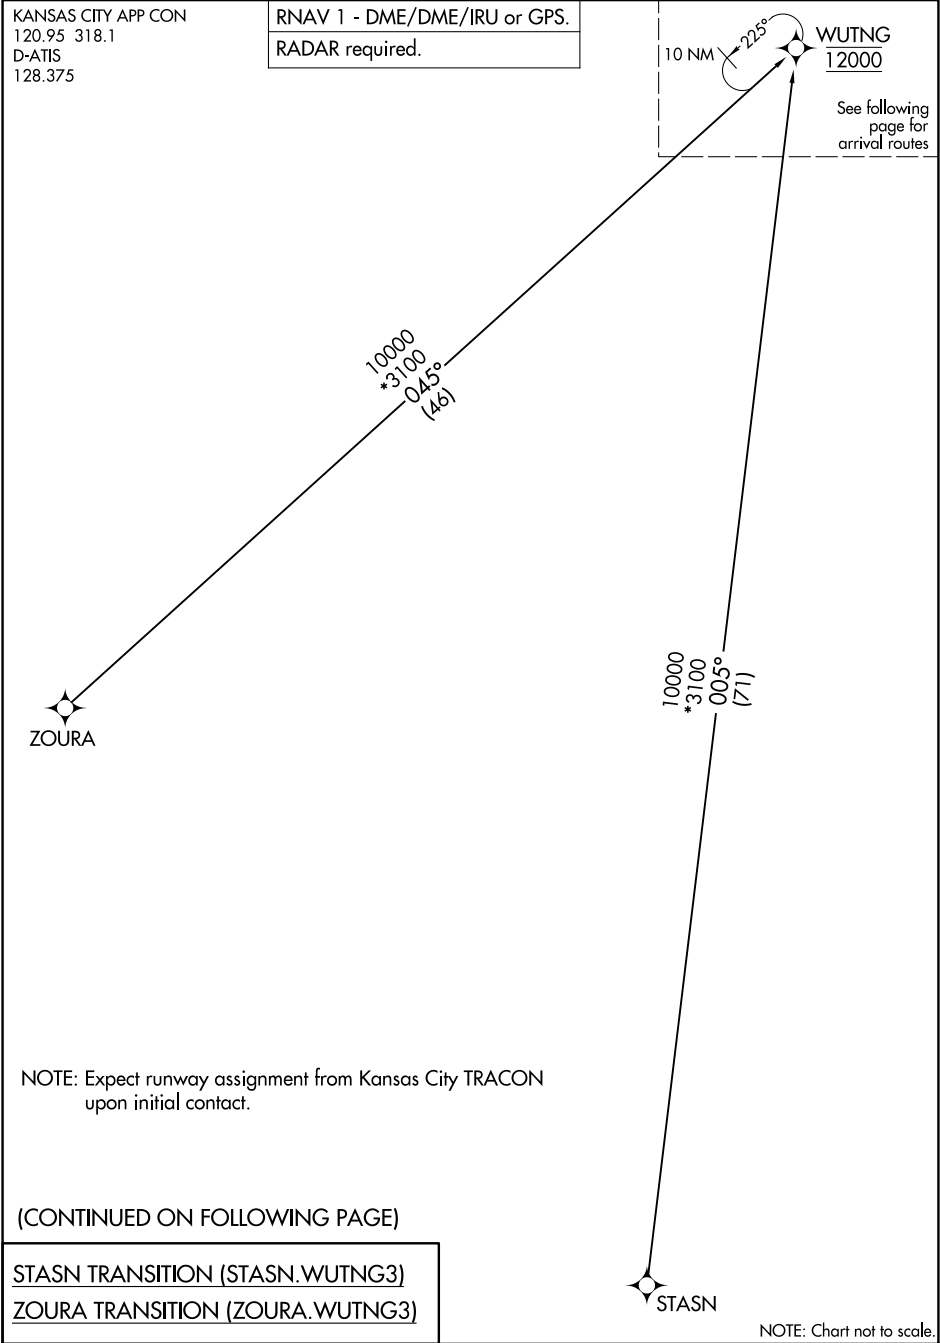 KANSAS CITY APP CON
120.95 318.1
D-ATIS
128.375
RNAV 1 - DME/DME/IRU or GPS.
RADAR required.
225°
10 NM
WUTNG
12000
See following
page for
arrival routes
10000
*3100
045°
(46)
10000
*3100
005°
(71)
ZOURA
NOTE: Expect runway assignment from Kansas City TRACON
upon initial contact.
(CONTINUED ON FOLLOWING PAGE)
STASN TRANSITION (STASN.WUTNG3)
ZOURA TRANSITION (ZOURA.WUTNG3)
STASN
NOTE: Chart not to scale.